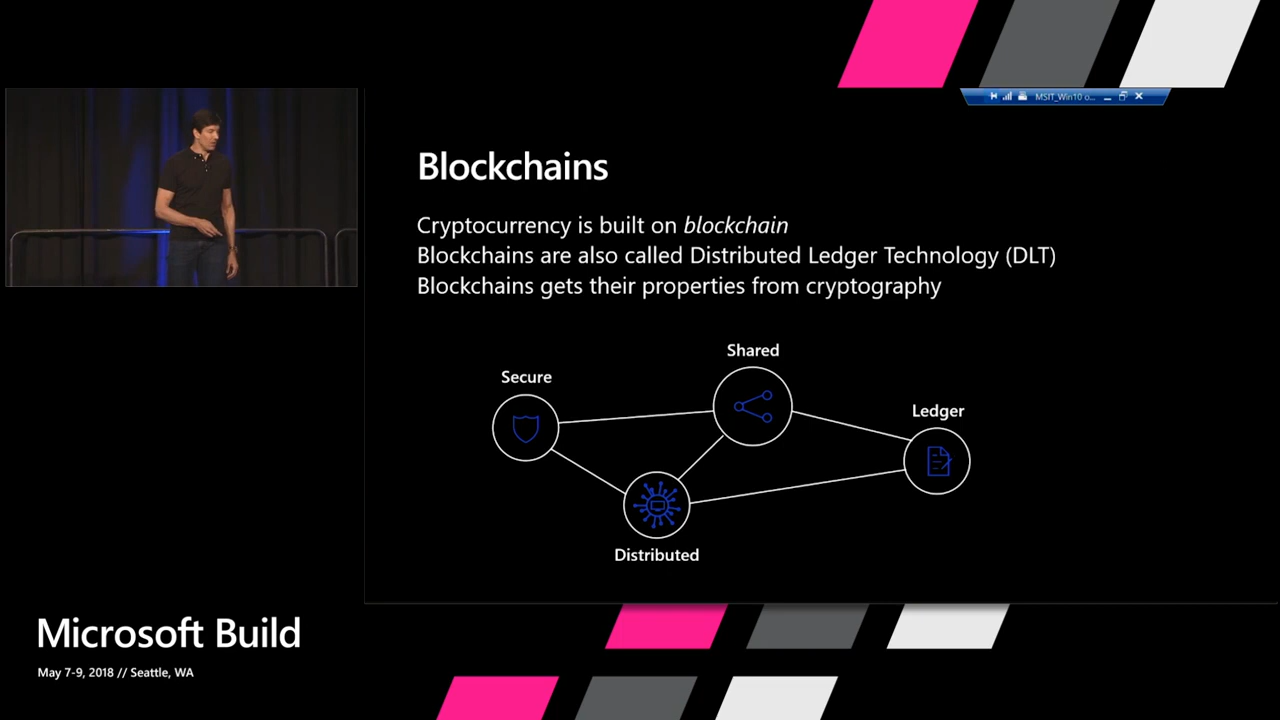 MSIT_Win10 o...
Blockchains
Cryptocurrency is built on blockchain
Blockchains are also called Distributed Ledger Technology (DLT)
Blockchains gets their properties from cryptography
Shared
Secure
Ledger
Distributed
Microsoft Build
May 7-9, 2018 // Seattle, WA